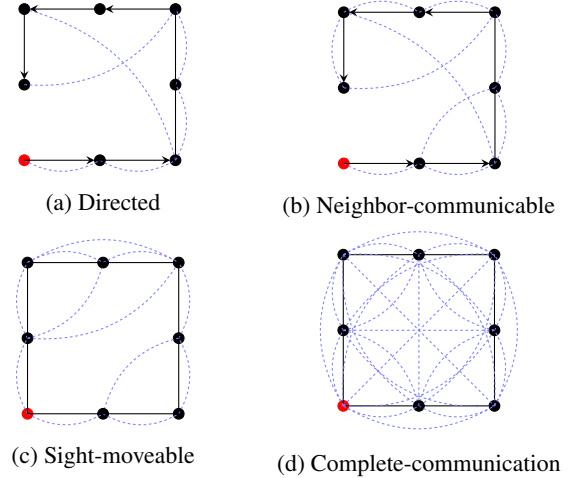 (a) Directed
(b) Neighbor-communicable
(c) Sight-moveable
(d) Complete-communication